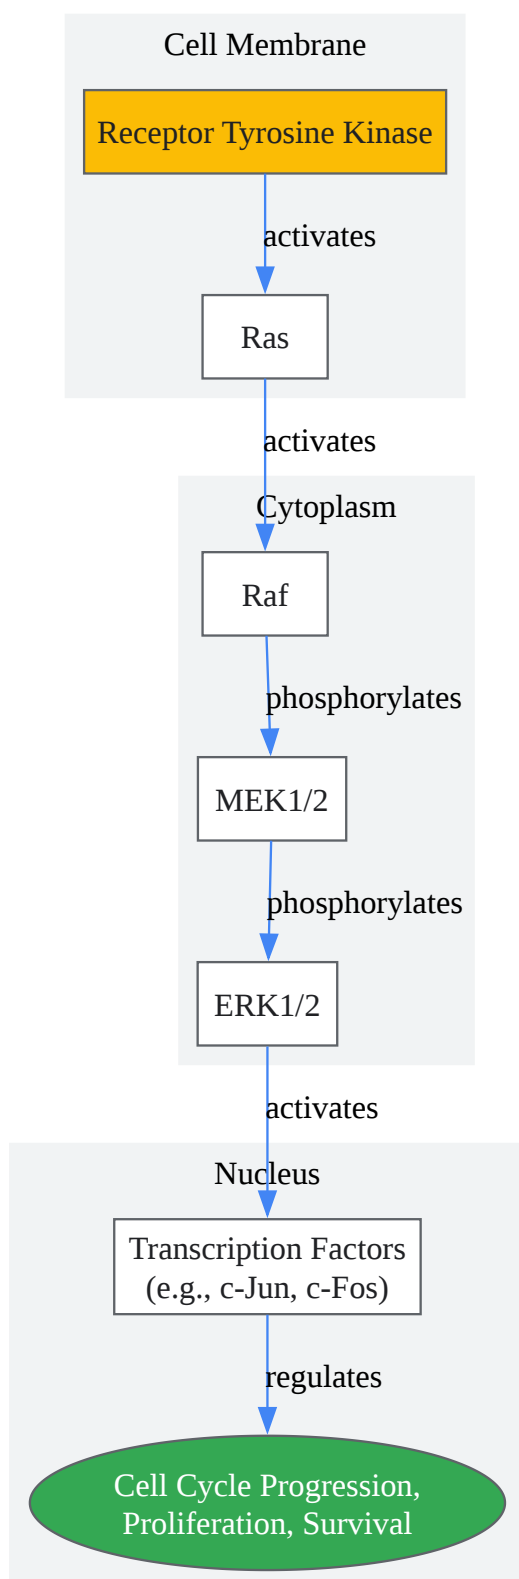 Cell Membrane
Receptor Tyrosine Kinase
activates
Ras
activates
Cytoplasm
Raf
phosphorylates
MEK1/2
phosphorylates
ERK1/2
activates
Nucleus
Transcription Factors
(e.g., c-Jun, c-Fos)
regulates
Cell Cycle Progression,
Proliferation, Survival